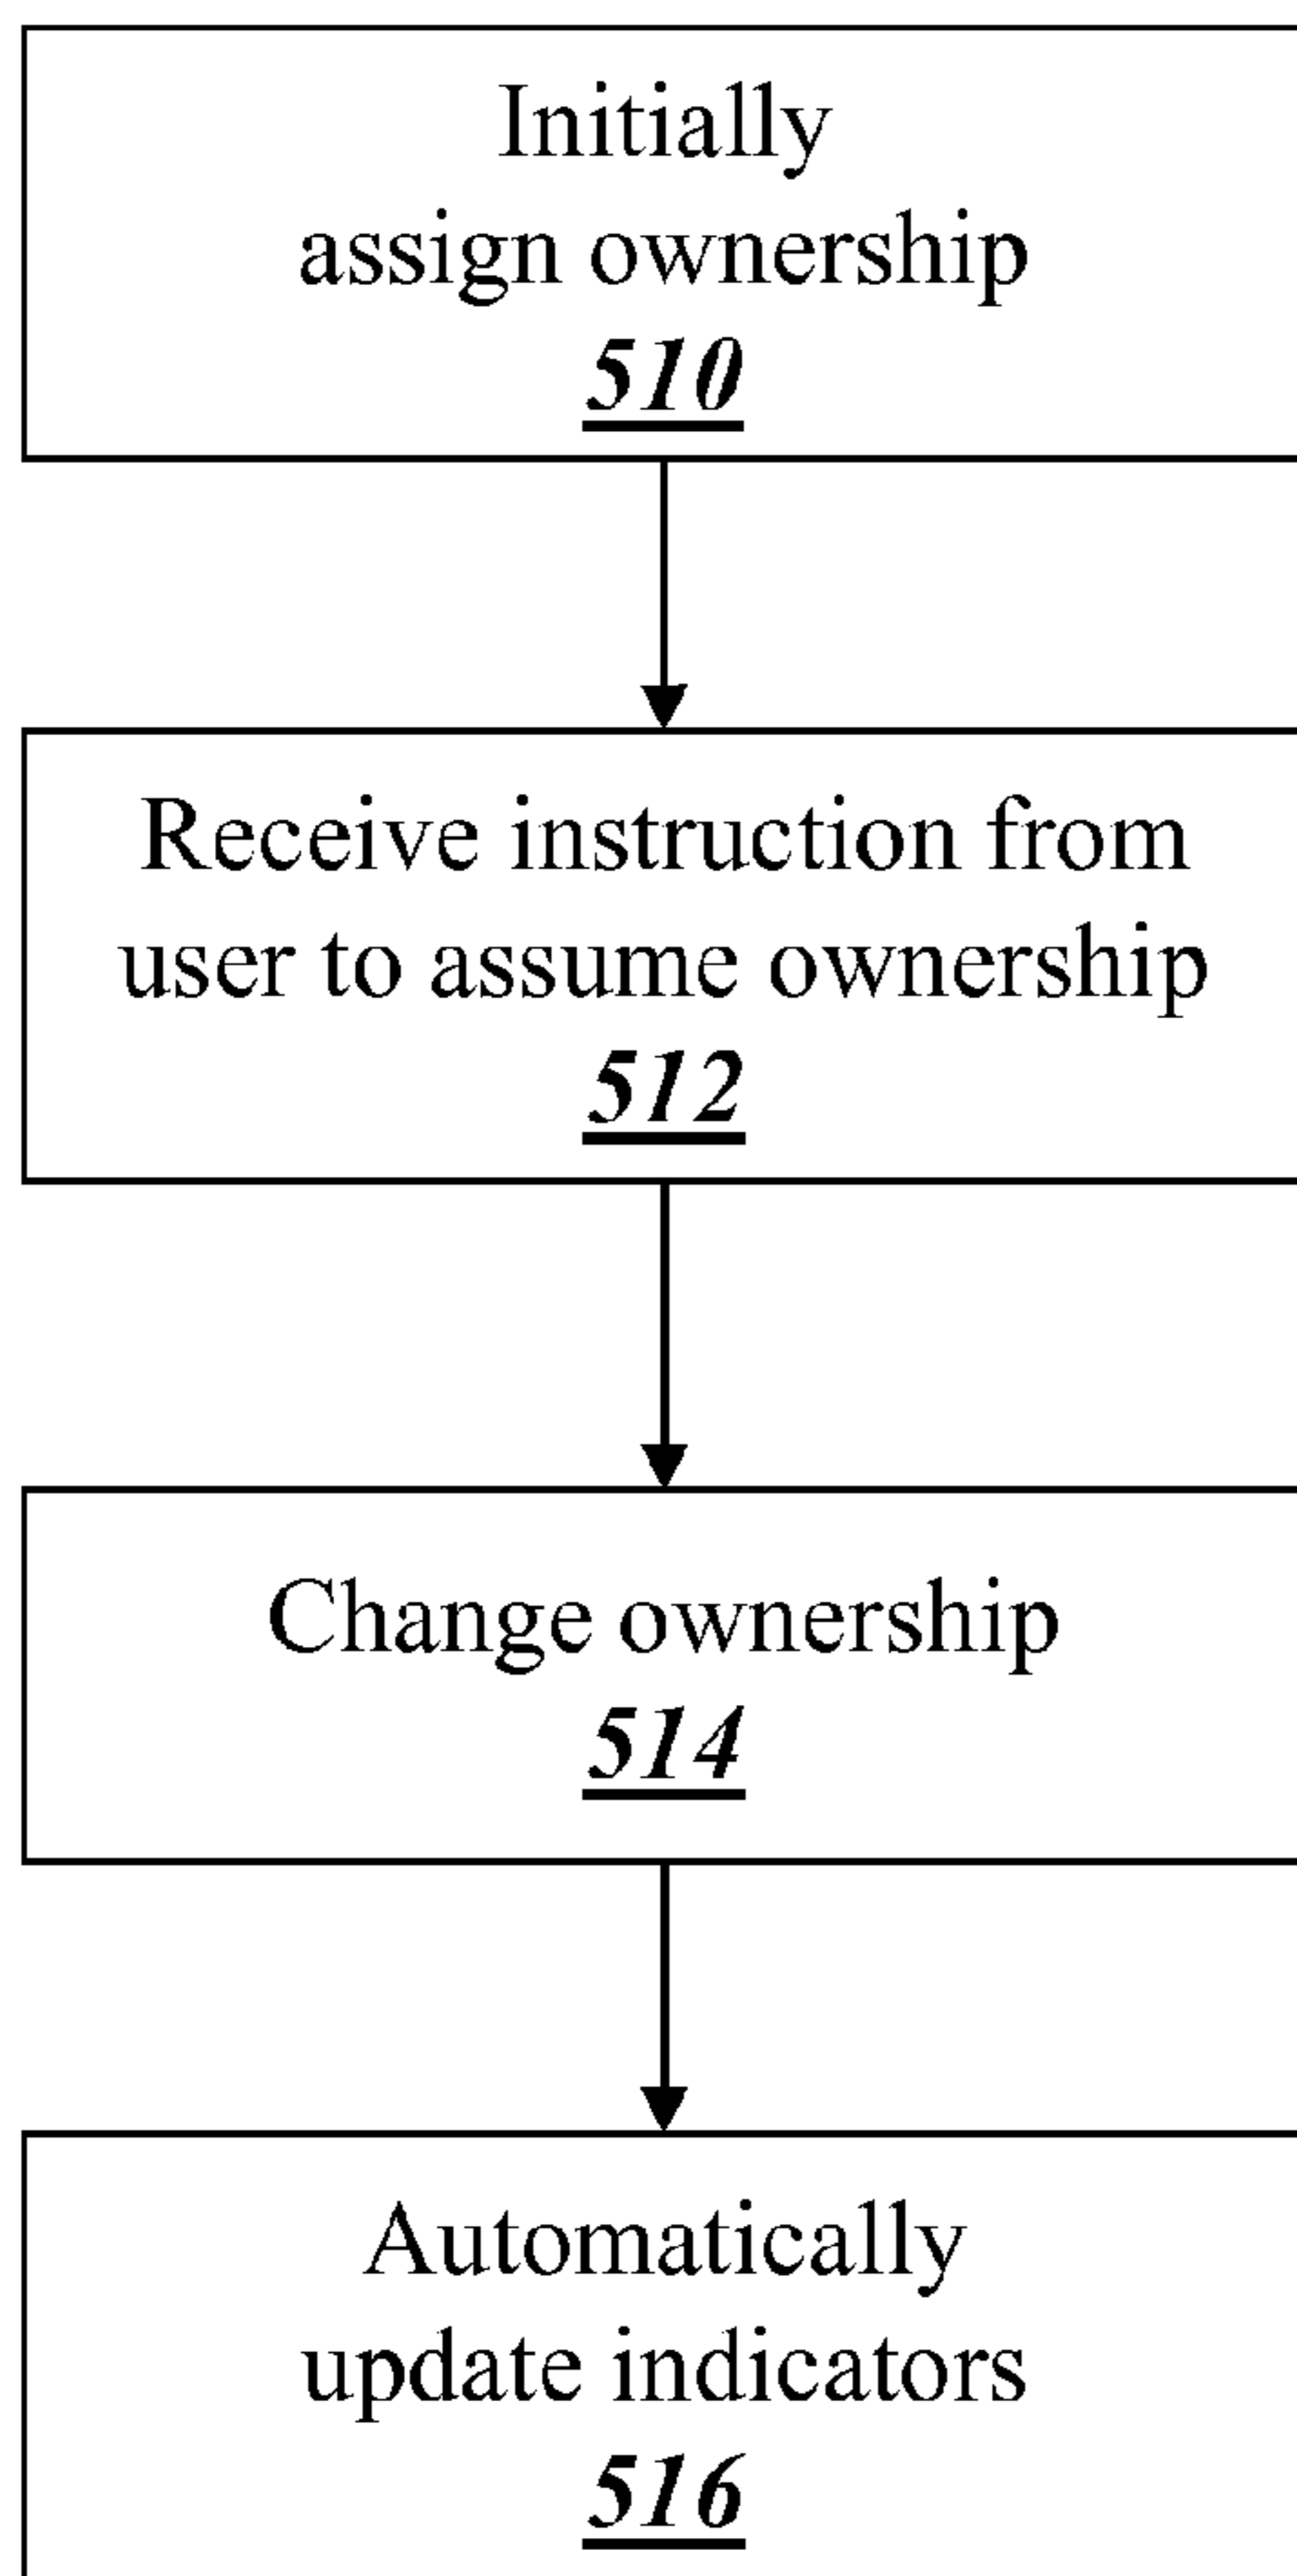 Initially
assign ownership
510
Receive instruction from
user to assume ownership
512
Change ownership
514
Automatically
update indicators
516